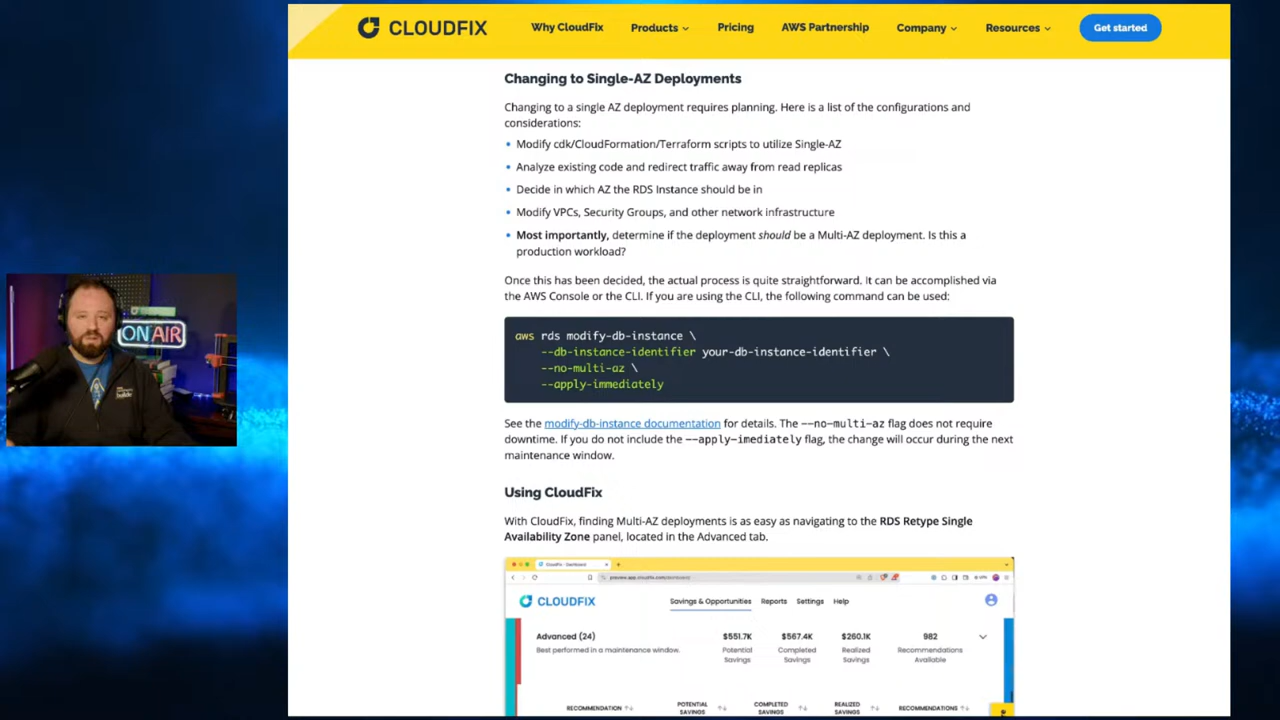 CLOUDFIX
Why CloudFix
Products
Pricing
AWS Partnership
Company
Resources
Get started
Changing to Single-AZ Deployments
Changing to a single AZ deployment requires planning. Here is a list of the configurations and
considerations:
• Modify cdk/CloudFormation/Terraform scripts to utilize Single-AZ
• Analyze existing code and redirect traffic away from read replicas
• Decide in which AZ the RDS Instance should be in
• Modify VPCs, Security Groups, and other network infrastructure
• Most importantly, determine if the deployment should be a Multi-AZ deployment. Is this a
production workload?
Once this has been decided, the actual process is quite straightforward. It can be accomplished via
the AWS Console or the CLI. If you are using the CLI, the following command can be used:
aws rds modify-db-instance \
--db-instance-identifier your-db-instance-identifier \
--no-multi-az \
--apply-immediately
ON AIR
See the modify-db-instance documentation for details. The --no-multi-az flag does not require
downtime. If you do not include the --apply-imediately flag, the change will occur during the next
maintenance window.
Using CloudFix
With CloudFix, finding Multi-AZ deployments is as easy as navigating to the RDS Retype Single
Availability Zone panel, located in the Advanced tab.
CloudFix - Dashboard
CLOUDFIX
Savings & Opportunities
Reports
Settings
Help
Advanced (24)
Best performed in a maintenance window.
$551.7K
Potential
Savings
$567.4K
Completed
Savings
$260.1K
Realized
Savings
982
Recommendations
Available
RECOMMENDATION
POTENTIAL
SAVINGS
COMPLETED
SAVINGS
REALIZED
SAVINGS
RECOMMENDATIONS